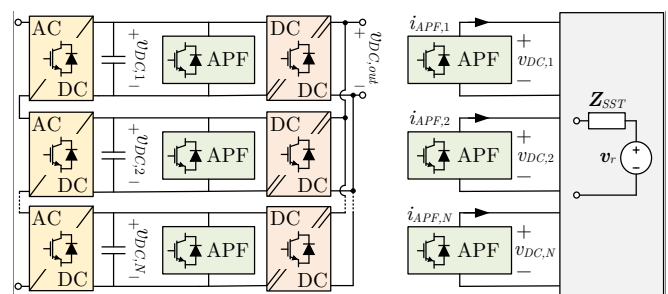 AC
DC
+
v_DC,1
−
APF
DC
DC
+
v_DC,out
−
AC
DC
+
v_DC,2
−
APF
DC
DC
AC
DC
+
v_DC,N
−
APF
DC
DC
i_APF,1
APF
+
v_DC,1
−
i_APF,2
APF
+
v_DC,2
−
i_APF,N
APF
+
v_DC,N
−
Z_SST
v_r
+
−